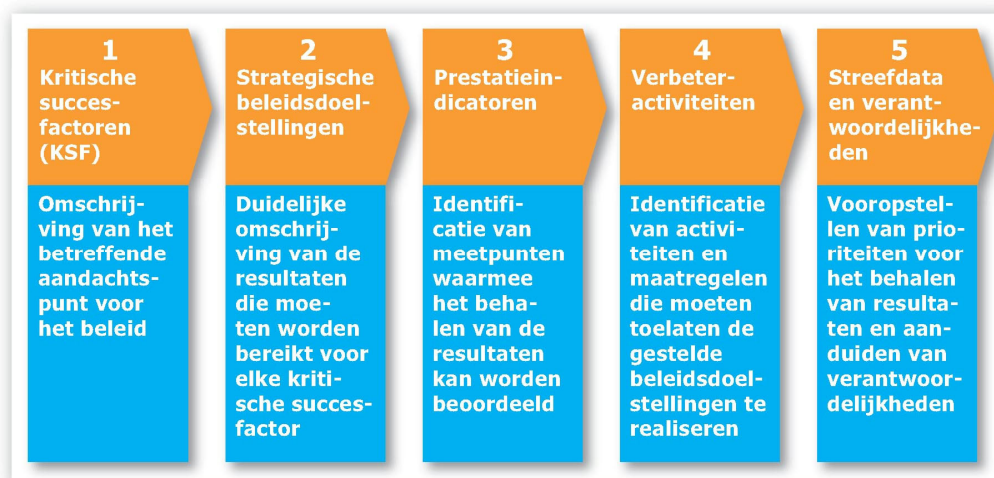 1
Kritische
succes-
factoren
(KSF)
Omschrij-
ving van het
betreffende
aandachts-
punt voor
het beleid
2
Strategische
beleidsdoel-
stellingen
Duidelijke
omschrij-
ving van de
resultaten
die moe-
ten worden
bereikt voor
elke kriti-
sche succes-
factor
3
Prestatiein-
dicatoren
Identifi-
catie van
meetpunten
waarmee
het beha-
len van de
resultaten
kan worden
beoordeeld
4
Verbeter-
activiteiten
Identificatie
van activi-
teiten en
maatregelen
die moeten
toelaten de
gestelde
beleidsdoel-
stellingen te
realiseren
5
Streefdata
en verant-
woordelijkhe-
den
Vooropstel-
len van prio-
riteiten voor
het behalen
van resulta-
ten en aan-
duiden van
verantwoor-
delijkheden